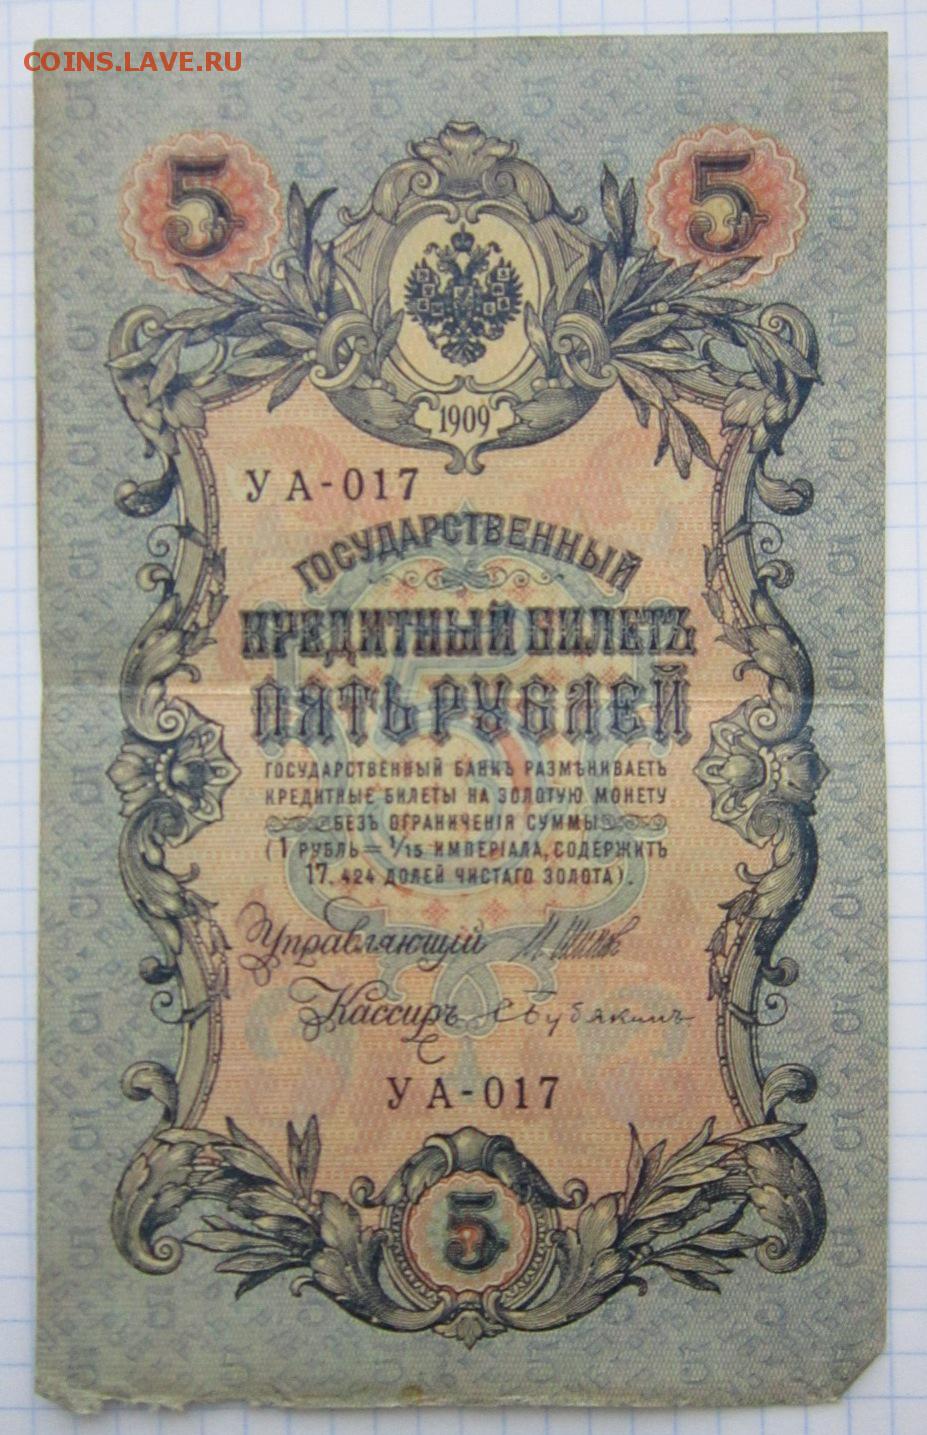 COINS.LAVE.RU
5 5
1909
УА-017
ГОСУДАРСТВЕННЫЙ
КРЕДИТНЫЙ БИЛЕТЪ
ПЯТЬ РУБЛЕЙ
ГОСУДАРСТВЕННЫЙ БАНКЪ РАЗМѢНИВАЕТЪ
КРЕДИТНЫЕ БИЛЕТЫ НА ЗОЛОТУЮ МОНЕТУ
БЕЗЪ ОГРАНИЧЕНІЯ СУММЫ
(1 РУБЛЬ = 1/15 ИМПЕРІАЛА, СОДЕРЖИТЪ
17,424 ДОЛЕЙ ЧИСТАГО ЗОЛОТА).
Управляющій И.Шипов
Кассиръ С Бубякинъ
УА-017
5